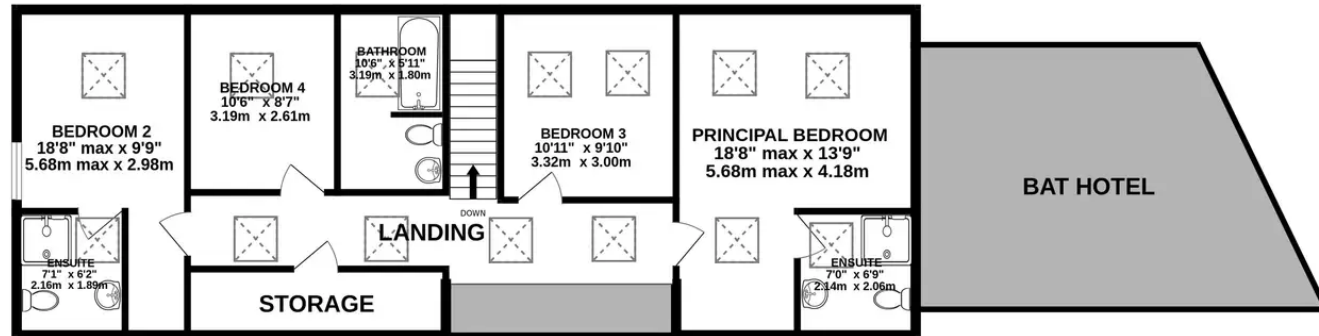 BEDROOM 2
18'8" max x 9'9"
5.68m max x 2.98m
BEDROOM 4
10'6" x 8'7"
3.19m x 2.61m
BATHROOM
10'6" x 5'11"
3.19m x 1.80m
BEDROOM 3
10'11" x 9'10"
3.32m x 3.00m
PRINCIPAL BEDROOM
18'8" max x 13'9"
5.68m max x 4.18m
BAT HOTEL
DOWN
LANDING
ENSUITE
7'1" x 6'2"
2.16m x 1.89m
STORAGE
ENSUITE
7'0" x 6'9"
2.14m x 2.06m